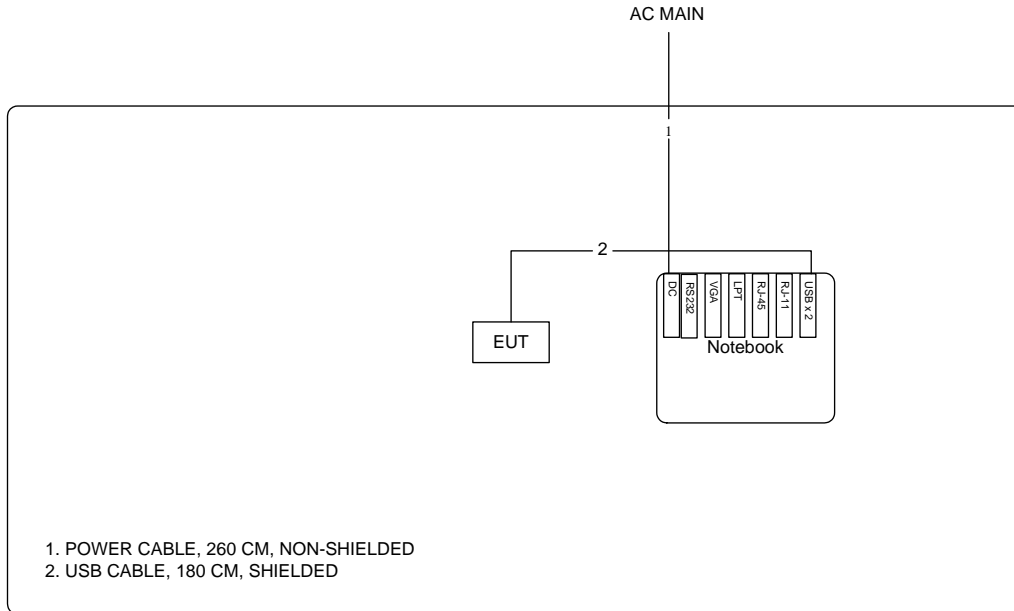 AC MAIN
1
2
DC
RS232
VGA
LPT
RJ-45
RJ-11
USB x 2
EUT
Notebook
1. POWER CABLE, 260 CM, NON-SHIELDED
2. USB CABLE, 180 CM, SHIELDED